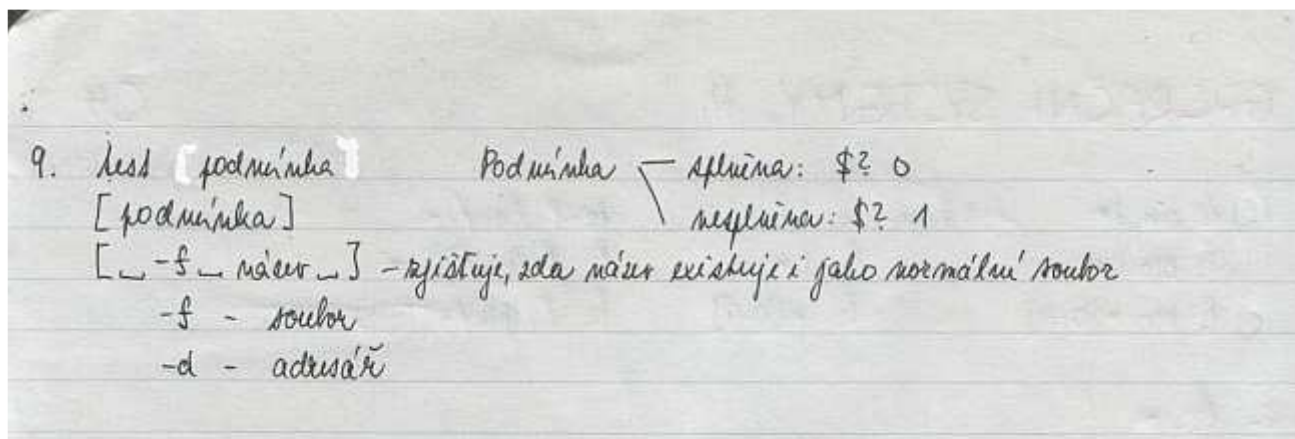 9. test [podmínka] Podmínka splněna: $? 0
[podmínka] nesplněna: $? 1
[␣ -f ␣ název ␣] - zjišťuje, zda název existuje i jako normální soubor
-f - soubor
-d - adresář